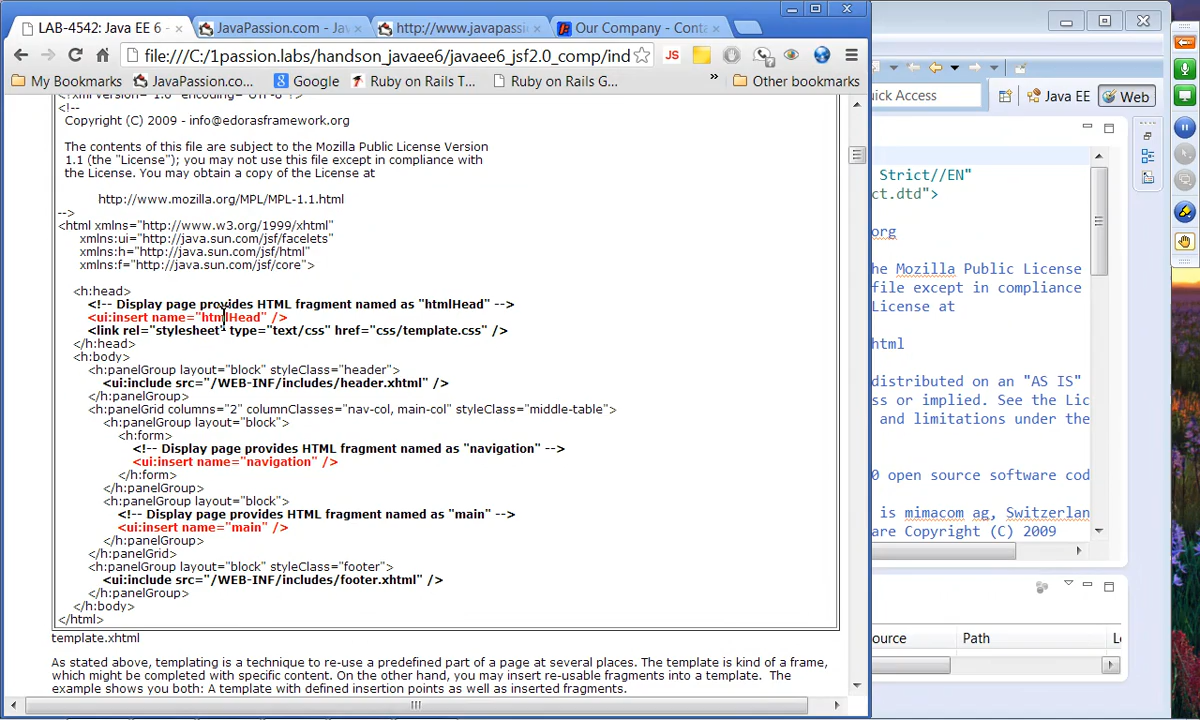 LAB-4542: Java EE 6
JavaPassion.com - Jav
http://www.javapassi
Our Company - Conta
file:///C:/1passion.labs/handson_javaee6/javaee6_jsf2.0_comp/ind
JS
My Bookmarks
JavaPassion.co...
Google
Ruby on Rails T...
Ruby on Rails G...
»
Other bookmarks
<?xml version="1.0" encoding="UTF-8"?>
<!--
Copyright (C) 2009 - info@edorasframework.org
The contents of this file are subject to the Mozilla Public License Version
1.1 (the "License"); you may not use this file except in compliance with
the License. You may obtain a copy of the License at
http://www.mozilla.org/MPL/MPL-1.1.html
-->
<html xmlns="http://www.w3.org/1999/xhtml"
xmlns:ui="http://java.sun.com/jsf/facelets"
xmlns:h="http://java.sun.com/jsf/html"
xmlns:f="http://java.sun.com/jsf/core">
<h:head>
<!-- Display page provides HTML fragment named as "htmlHead" -->
<ui:insert name="htmlHead" />
<link rel="stylesheet" type="text/css" href="css/template.css" />
</h:head>
<h:body>
<h:panelGroup layout="block" styleClass="header">
<ui:include src="/WEB-INF/includes/header.xhtml" />
</h:panelGroup>
<h:panelGrid columns="2" columnClasses="nav-col, main-col" styleClass="middle-table">
<h:panelGroup layout="block">
<h:form>
<!-- Display page provides HTML fragment named as "navigation" -->
<ui:insert name="navigation" />
</h:form>
</h:panelGroup>
<h:panelGroup layout="block">
<!-- Display page provides HTML fragment named as "main" -->
<ui:insert name="main" />
</h:panelGroup>
</h:panelGrid>
<h:panelGroup layout="block" styleClass="footer">
<ui:include src="/WEB-INF/includes/footer.xhtml" />
</h:panelGroup>
</h:body>
</html>
template.xhtml
As stated above, templating is a technique to re-use a predefined part of a page at several places. The template is kind of a frame,
which might be completed with specific content. On the other hand, you may insert re-usable fragments into a template. The
example shows you both: A template with defined insertion points as well as inserted fragments.
uick Access
Java EE
Web
Strict//EN"
ct.dtd">
org
he Mozilla Public License
file except in compliance
License at
html
distributed on an "AS IS"
ss or implied. See the Lic
and limitations under the
0 open source software cod
is mimacom ag, Switzerlan
are Copyright (C) 2009
ource
Path
Lo